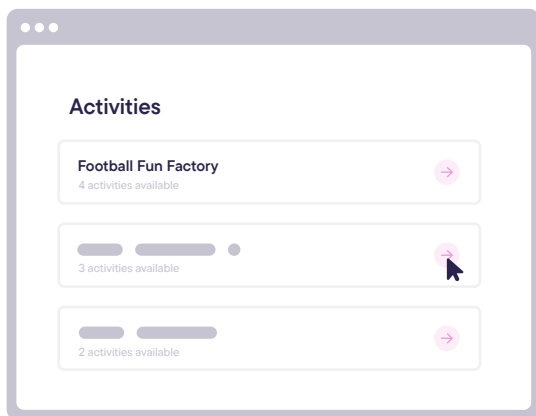 Activities
Football Fun Factory
4 activities available
3 activities available
2 activities available